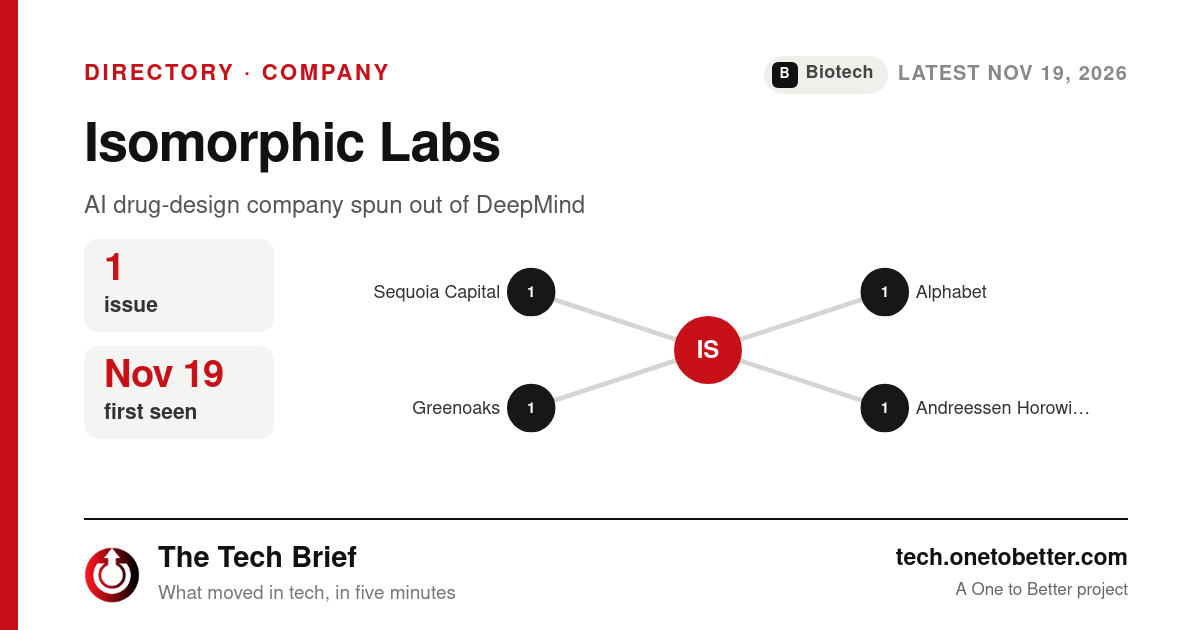 DIRECTORY · COMPANY
B Biotech LATEST NOV 19, 2026
Isomorphic Labs
AI drug-design company spun out of DeepMind
1
issue
Nov 19
first seen
Sequoia Capital 1
1 Alphabet
IS
Greenoaks 1
1 Andreessen Horowi…
The Tech Brief
What moved in tech, in five minutes
tech.onetobetter.com
A One to Better project